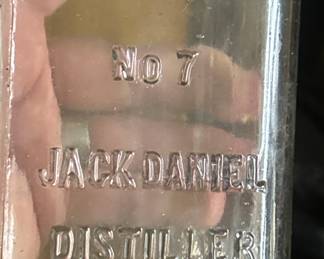 No 7
JACK DANIEL
DISTILLER